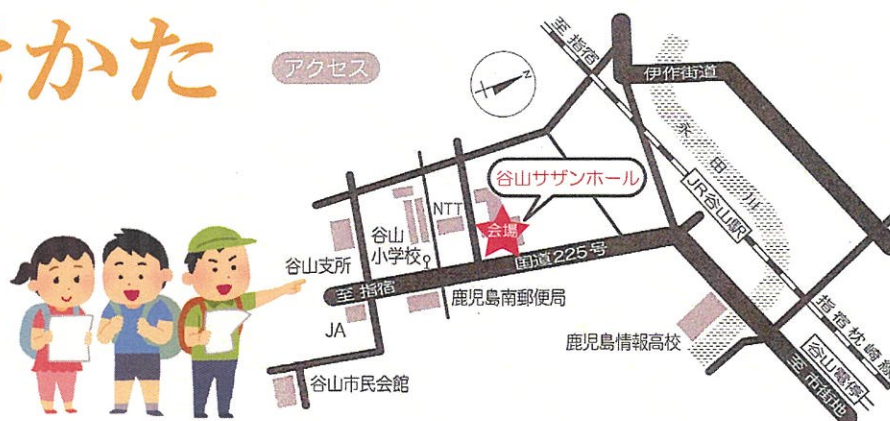 かた
アクセス
N
至 指宿
伊作街道
永田川
谷山サザンホール
JR谷山駅
NTT
会場
谷山
小学校
谷山支所
国道225号
至 指宿
鹿児島南郵便局
JA
鹿児島情報高校
指宿枕崎線
谷山電停
至 市街地
谷山市民会館